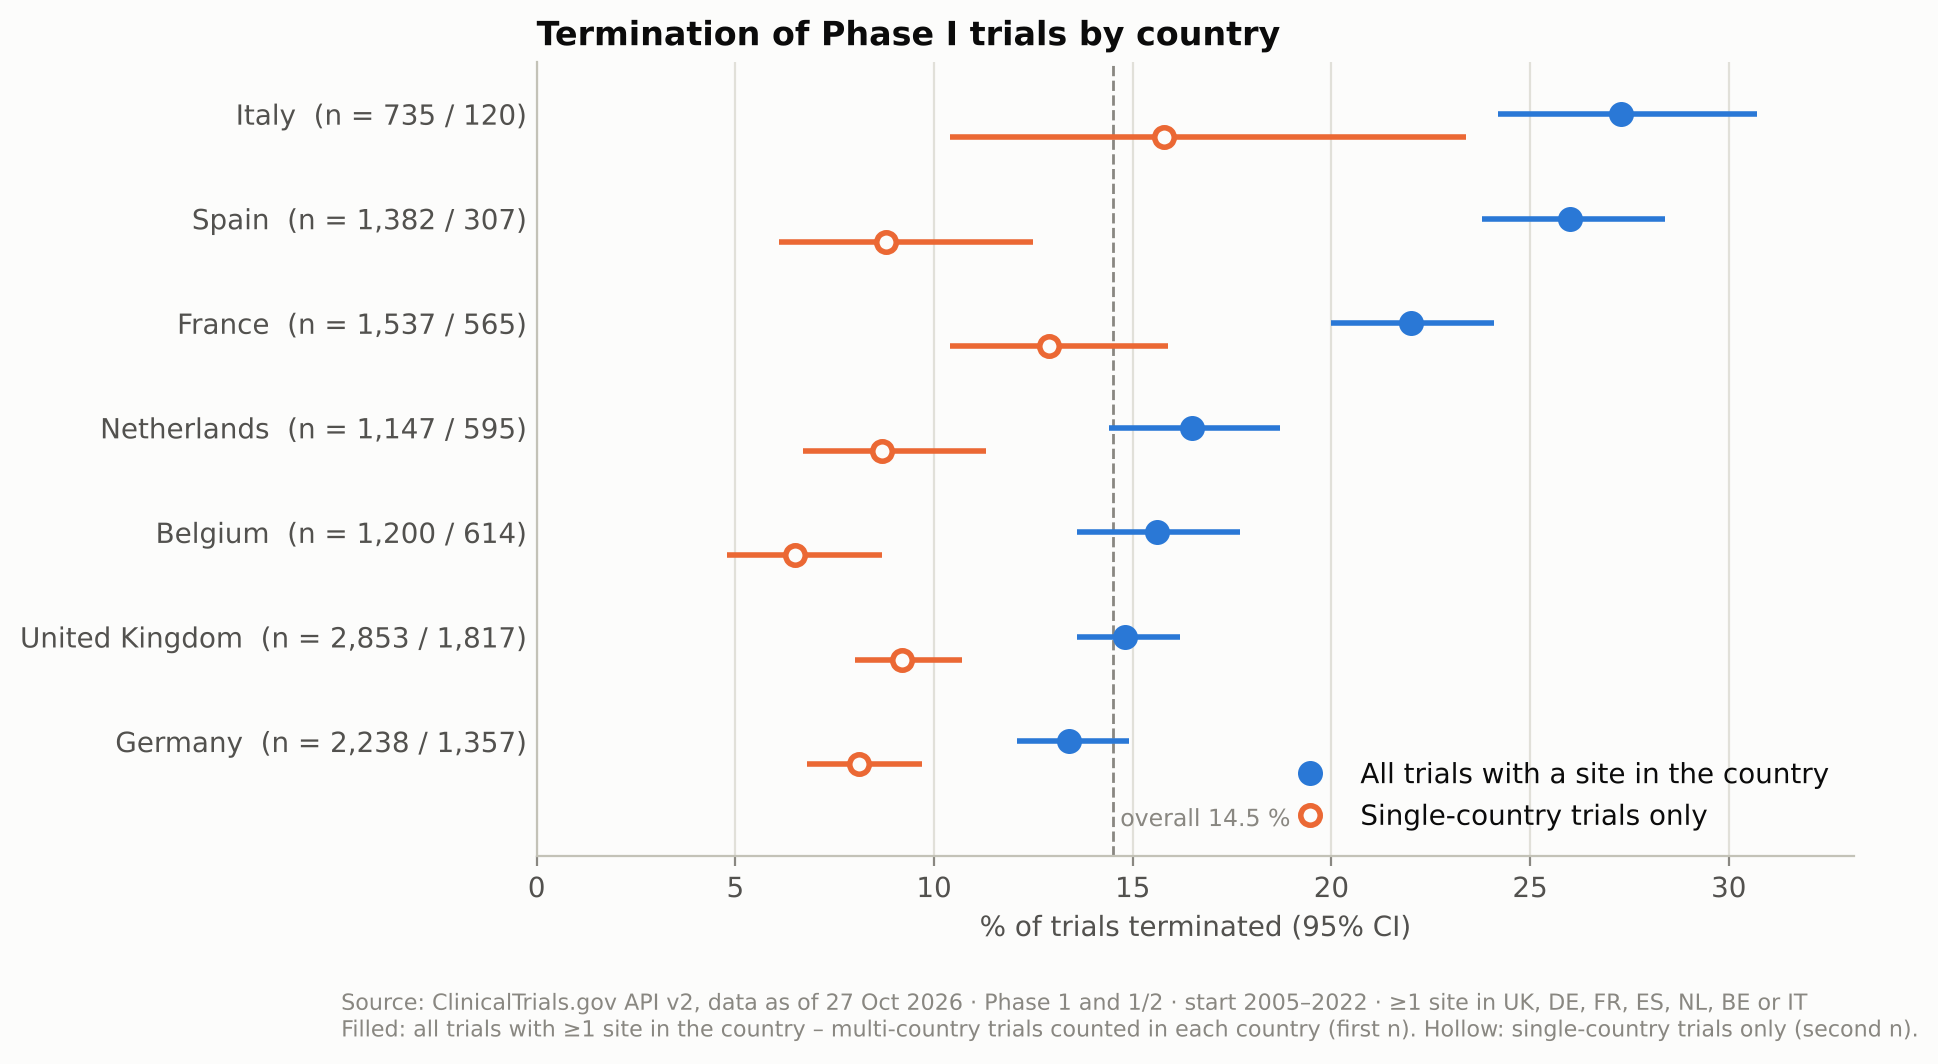 Termination of Phase I trials by country
Italy (n = 735 / 120)
Spain (n = 1,382 / 307)
France (n = 1,537 / 565)
Netherlands (n = 1,147 / 595)
Belgium (n = 1,200 / 614)
United Kingdom (n = 2,853 / 1,817)
Germany (n = 2,238 / 1,357)
All trials with a site in the country
overall 14.5 %
Single-country trials only
0 5 10 15 20 25 30
% of trials terminated (95% CI)
Source: ClinicalTrials.gov API v2, data as of 27 Oct 2026 · Phase 1 and 1/2 · start 2005–2022 · ≥1 site in UK, DE, FR, ES, NL, BE or IT
Filled: all trials with ≥1 site in the country – multi-country trials counted in each country (first n). Hollow: single-country trials only (second n).